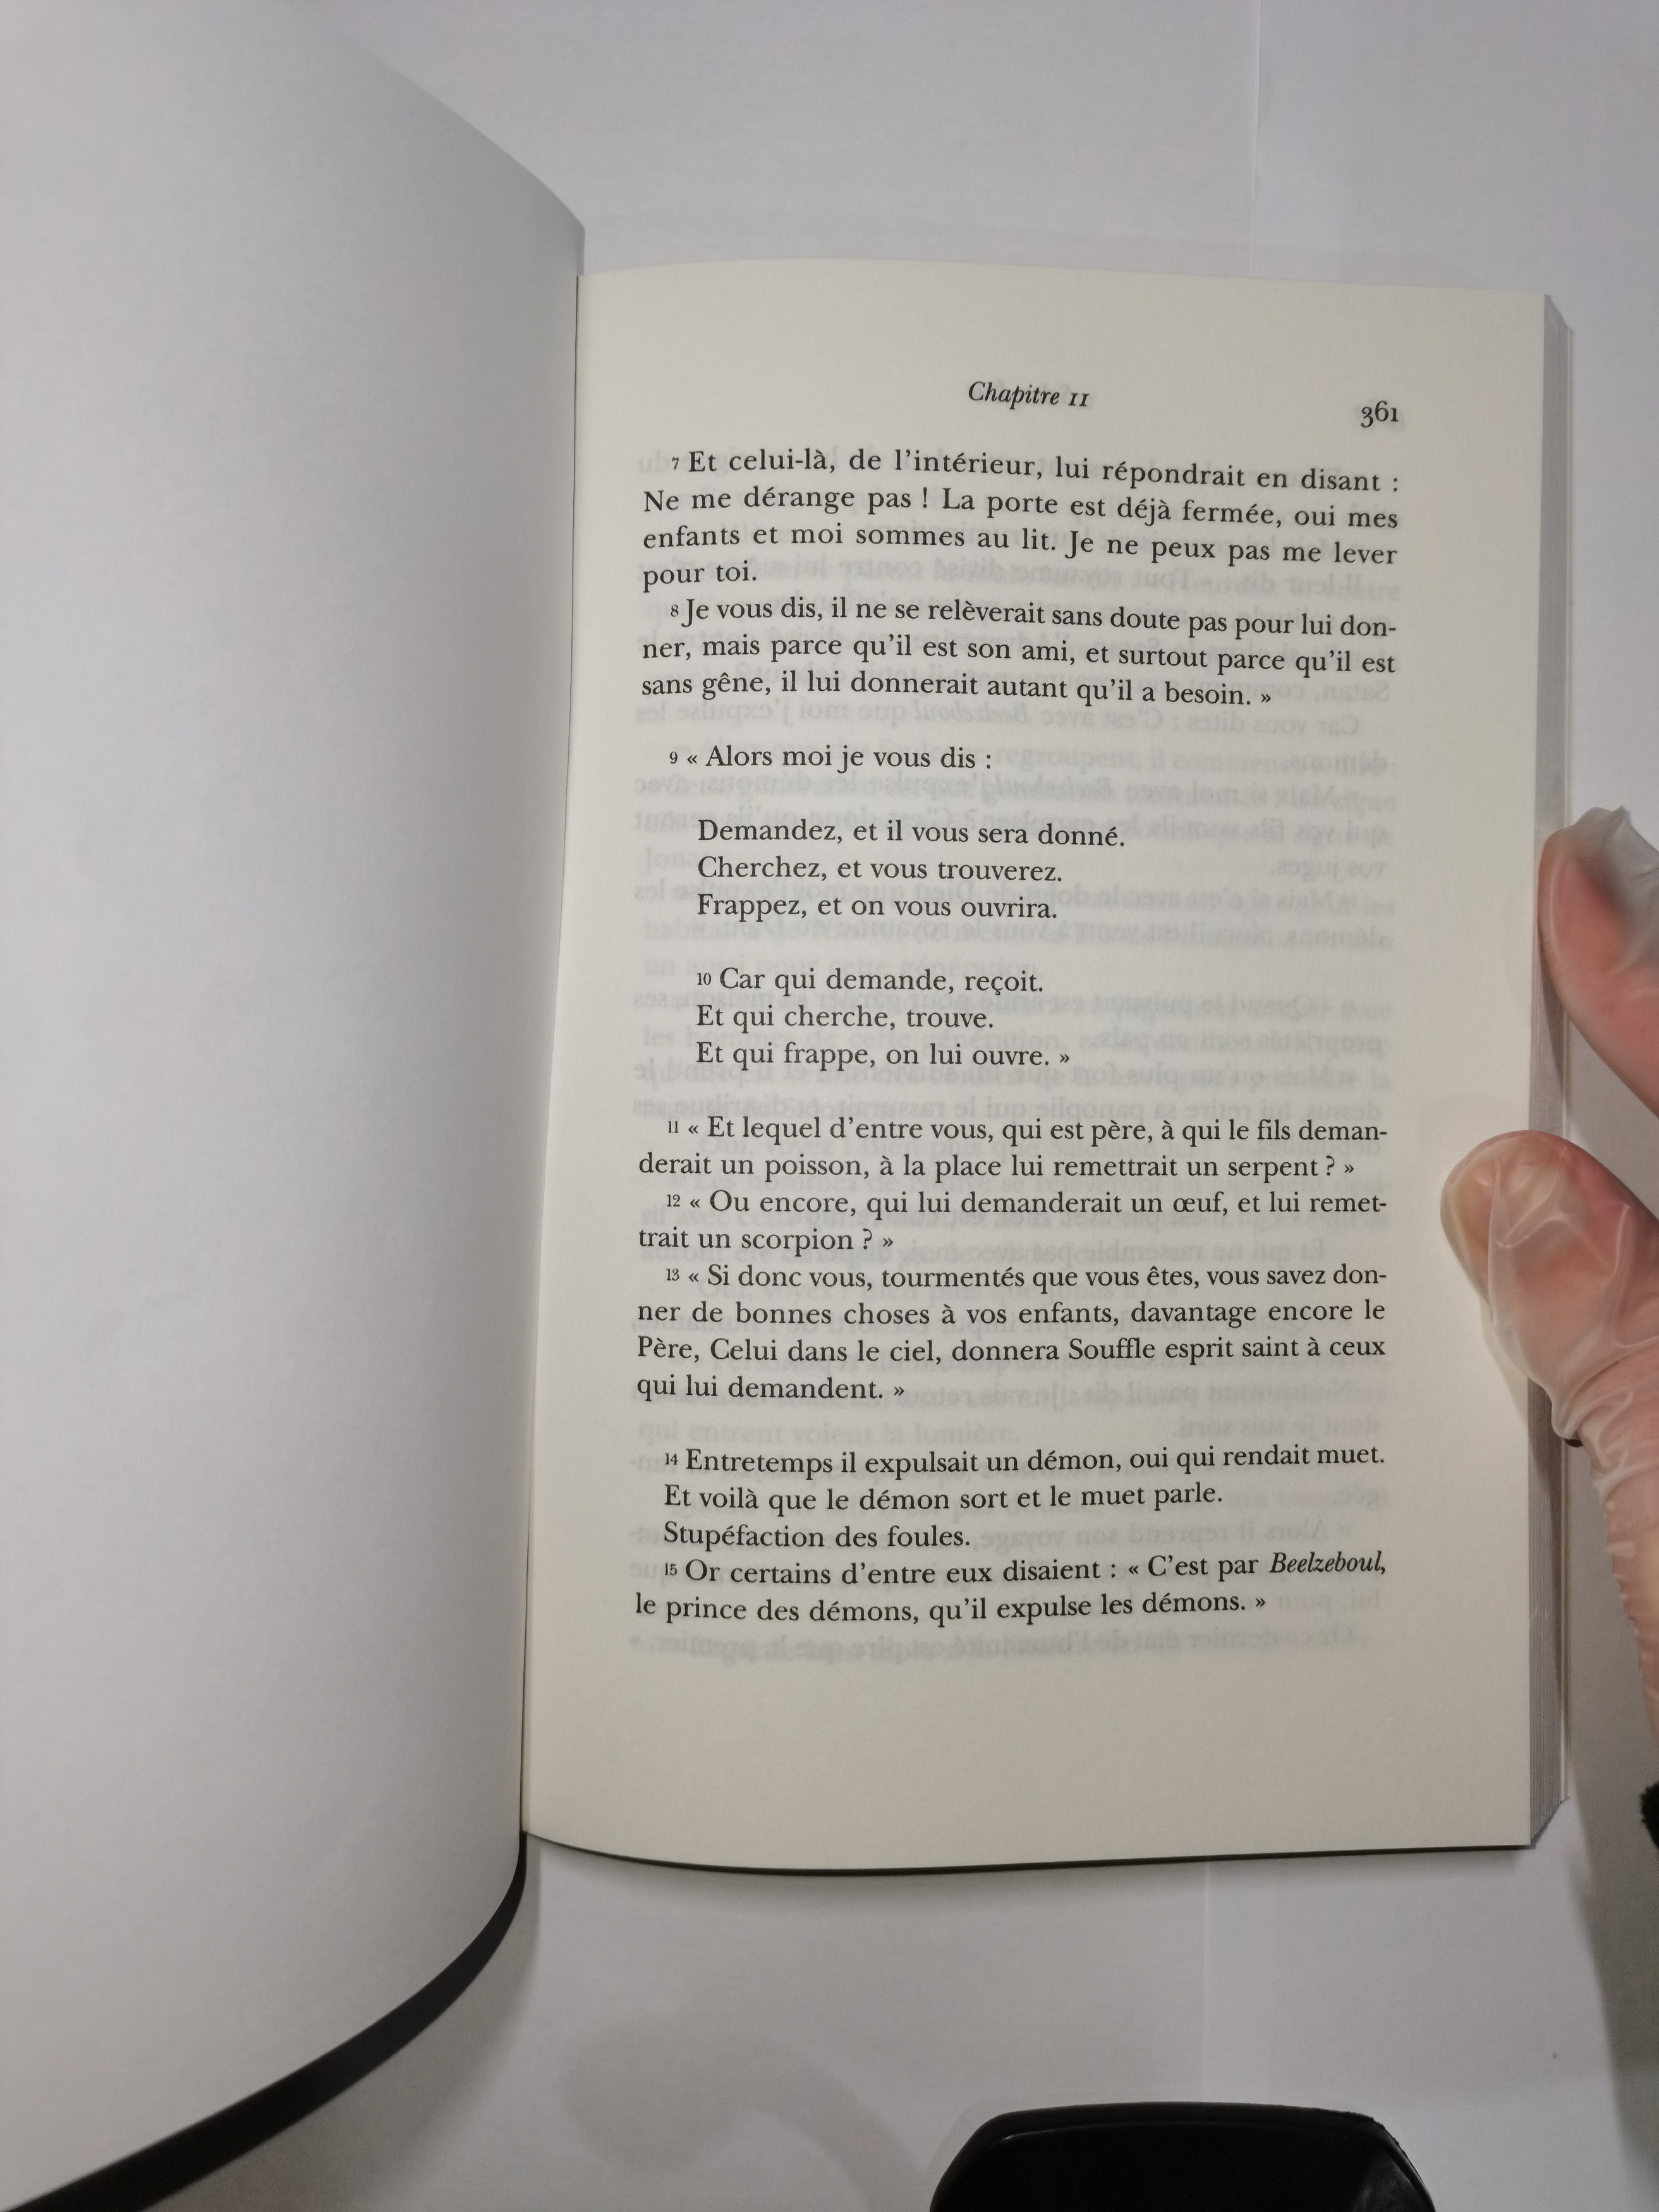 Chapitre 11
361
7 Et celui-là, de l'intérieur, lui répondrait en disant :
Ne me dérange pas ! La porte est déjà fermée, oui mes
enfants et moi sommes au lit. Je ne peux pas me lever
pour toi.
8 Je vous dis, il ne se relèverait sans doute pas pour lui don-
ner, mais parce qu'il est son ami, et surtout parce qu'il est
sans gêne, il lui donnerait autant qu'il a besoin. »
9 « Alors moi je vous dis :
Demandez, et il vous sera donné.
Cherchez, et vous trouverez.
Frappez, et on vous ouvrira.
10 Car qui demande, reçoit.
Et qui cherche, trouve.
Et qui frappe, on lui ouvre. »
11 « Et lequel d'entre vous, qui est père, à qui le fils deman-
derait un poisson, à la place lui remettrait un serpent ? »
12 « Ou encore, qui lui demanderait un œuf, et lui remet-
trait un scorpion ? »
13 « Si donc vous, tourmentés que vous êtes, vous savez don-
ner de bonnes choses à vos enfants, davantage encore le
Père, Celui dans le ciel, donnera Souffle esprit saint à ceux
qui lui demandent. »
14 Entretemps il expulsait un démon, oui qui rendait muet.
Et voilà que le démon sort et le muet parle.
Stupéfaction des foules.
15 Or certains d'entre eux disaient : « C'est par Beelzeboul,
le prince des démons, qu'il expulse les démons. »